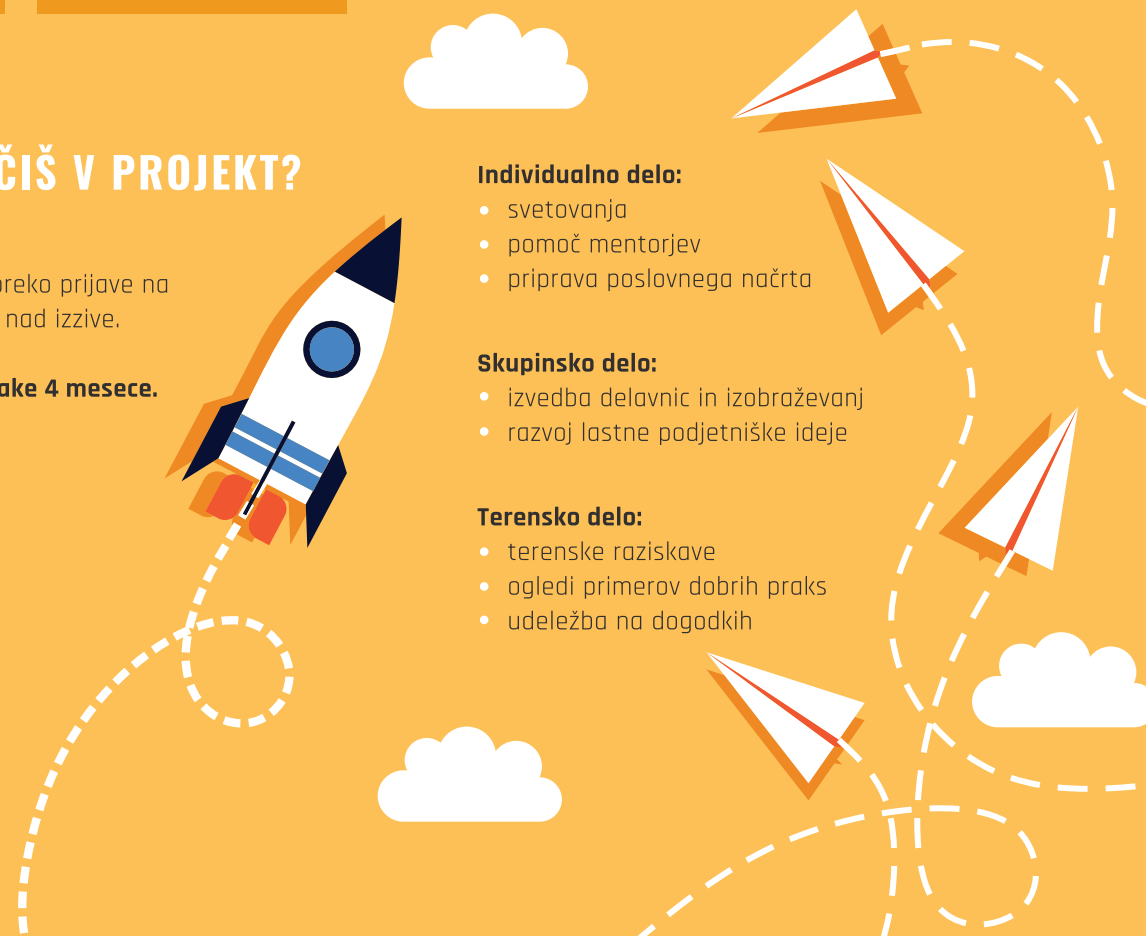 ČIŠ V PROJEKT?
preko prijave na
nad izzive.
ake 4 mesece.
Individualno delo:
svetovanja
pomoč mentorjev
priprava poslovnega načrta
Skupinsko delo:
izvedba delavnic in izobraževanj
razvoj lastne podjetniške ideje
Terensko delo:
terenske raziskave
ogledi primerov dobrih praks
udeležba na dogodkih